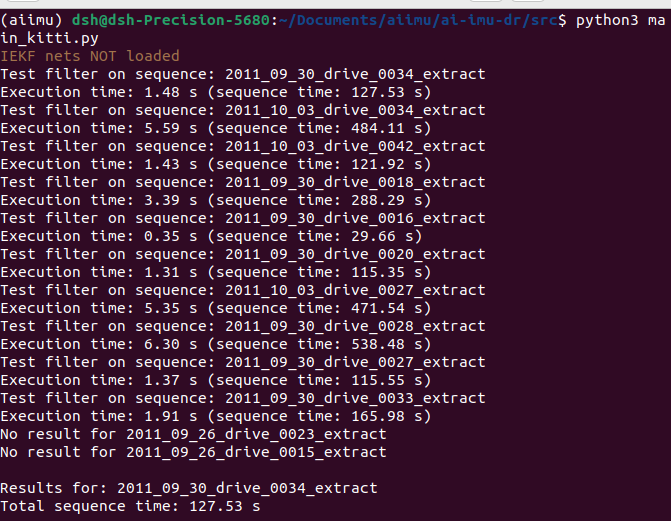 (aiimu) dsh@dsh-Precision-5680:~/Documents/aiimu/ai-imu-dr/src$ python3 ma
in_kitti.py
IEKF nets NOT loaded
Test filter on sequence: 2011_09_30_drive_0034_extract
Execution time: 1.48 s (sequence time: 127.53 s)
Test filter on sequence: 2011_10_03_drive_0034_extract
Execution time: 5.59 s (sequence time: 484.11 s)
Test filter on sequence: 2011_10_03_drive_0042_extract
Execution time: 1.43 s (sequence time: 121.92 s)
Test filter on sequence: 2011_09_30_drive_0018_extract
Execution time: 3.39 s (sequence time: 288.29 s)
Test filter on sequence: 2011_09_30_drive_0016_extract
Execution time: 0.35 s (sequence time: 29.66 s)
Test filter on sequence: 2011_09_30_drive_0020_extract
Execution time: 1.31 s (sequence time: 115.35 s)
Test filter on sequence: 2011_10_03_drive_0027_extract
Execution time: 5.35 s (sequence time: 471.54 s)
Test filter on sequence: 2011_09_30_drive_0028_extract
Execution time: 6.30 s (sequence time: 538.48 s)
Test filter on sequence: 2011_09_30_drive_0027_extract
Execution time: 1.37 s (sequence time: 115.55 s)
Test filter on sequence: 2011_09_30_drive_0033_extract
Execution time: 1.91 s (sequence time: 165.98 s)
No result for 2011_09_26_drive_0023_extract
No result for 2011_09_26_drive_0015_extract

Results for: 2011_09_30_drive_0034_extract
Total sequence time: 127.53 s